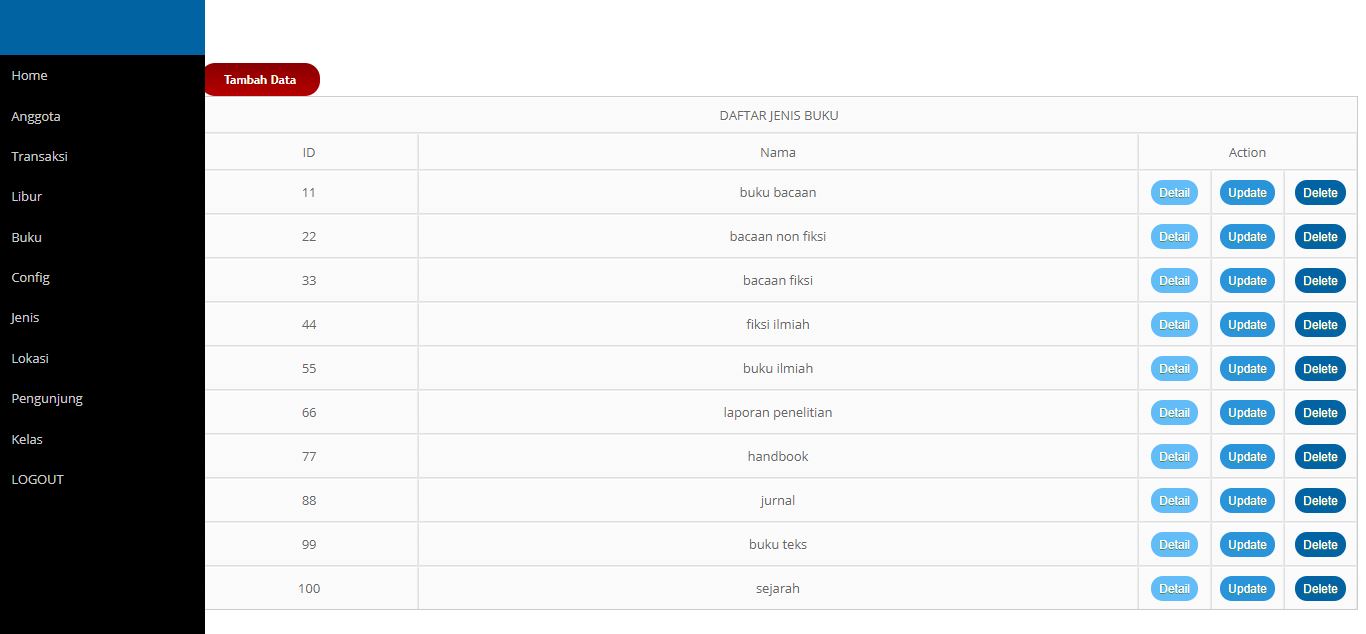 Home
Anggota
Transaksi
Libur
Buku
Config
Jenis
Lokasi
Pengunjung
Kelas
LOGOUT
Tambah Data
DAFTAR JENIS BUKU
ID Nama Action
11 buku bacaan Detail Update Delete
22 bacaan non fiksi Detail Update Delete
33 bacaan fiksi Detail Update Delete
44 fiksi ilmiah Detail Update Delete
55 buku ilmiah Detail Update Delete
66 laporan penelitian Detail Update Delete
77 handbook Detail Update Delete
88 jurnal Detail Update Delete
99 buku teks Detail Update Delete
100 sejarah Detail Update Delete